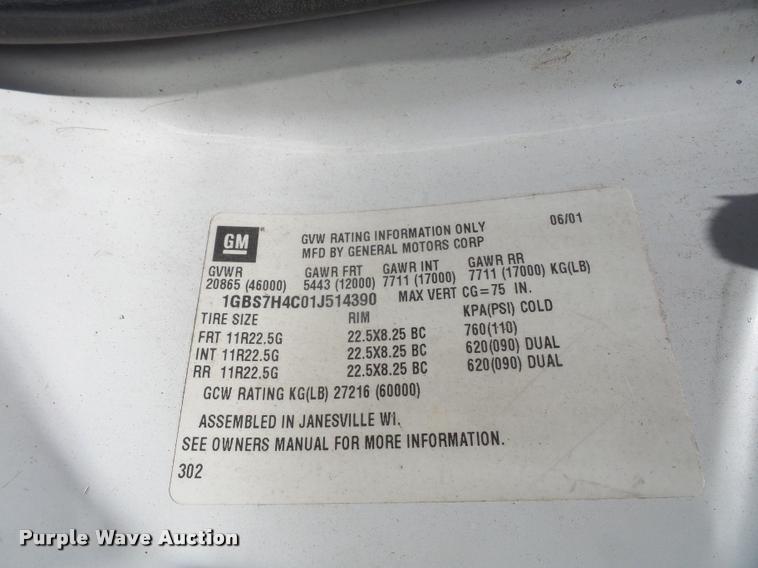 GM GVW RATING INFORMATION ONLY 06/01
MFD BY GENERAL MOTORS CORP
GVWR GAWR FRT GAWR INT GAWR RR
20865 (46000) 5443 (12000) 7711 (17000) 7711 (17000) KG(LB)
1GBS7H4C01J514390 MAX VERT CG=75 IN.
TIRE SIZE RIM KPA(PSI) COLD
FRT 11R22.5G 22.5X8.25 BC 760(110)
INT 11R22.5G 22.5X8.25 BC 620(090) DUAL
RR 11R22.5G 22.5X8.25 BC 620(090) DUAL
GCW RATING KG(LB) 27216 (60000)
ASSEMBLED IN JANESVILLE WI.
SEE OWNERS MANUAL FOR MORE INFORMATION.
302
Purple Wave Auction